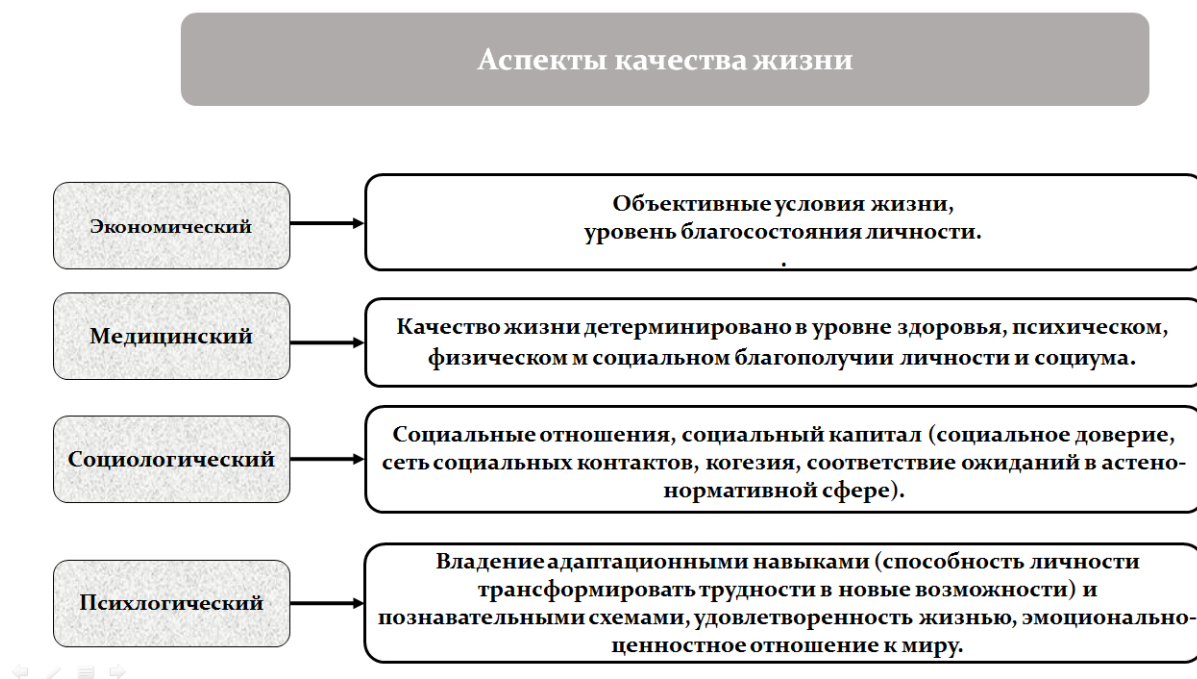 Аспекты качества жизни
Экономический
Объективные условия жизни,
уровень благосостояния личности.
.
Медицинский
Качество жизни детерминировано в уровне здоровья, психическом,
физическом м социальном благополучии личности и социума.
Социологический
Социальные отношения, социальный капитал (социальное доверие,
сеть социальных контактов, когезия, соответствие ожиданий в астено-
нормативной сфере).
Психлогический
Владение адаптационными навыками (способность личности
трансформировать трудности в новые возможности) и
познавательными схемами, удовлетворенность жизнью, эмоционально-
ценностное отношение к миру.